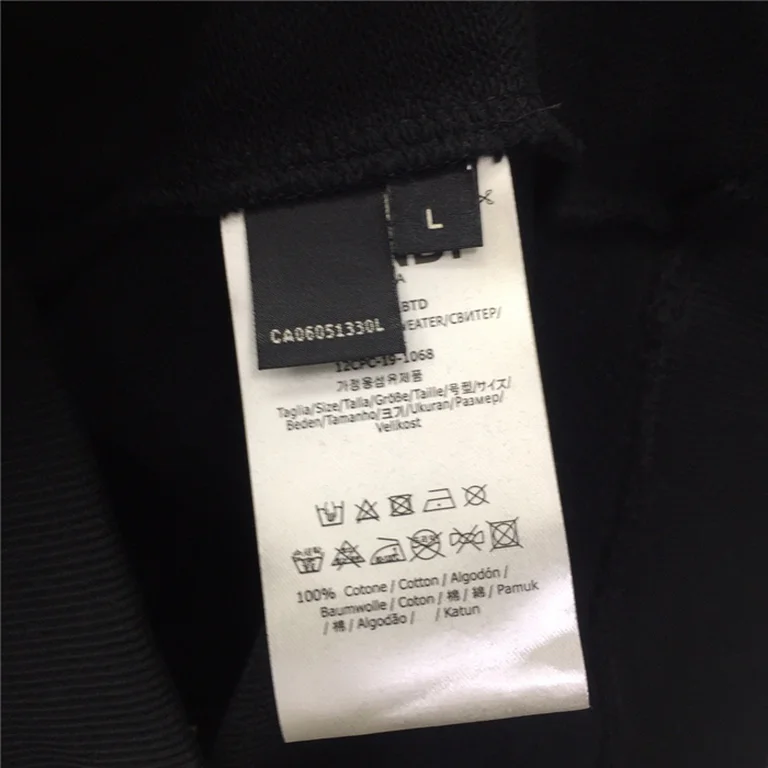 L
CA06051330L
BTD
EATER/СВИТЕР/
12CFC-19-1068
가정용섬유제품
Taglia/Size/Talla/Größe/Taille/号型/サイズ/
Beden/Tamanho/크기/Ukuran/Размер/
Velikost
100% Cotone / Cotton / Algodón /
Baumwolle / Coton / 棉 / 綿 / Pamuk
/ 棉 / Algodão / / Katun